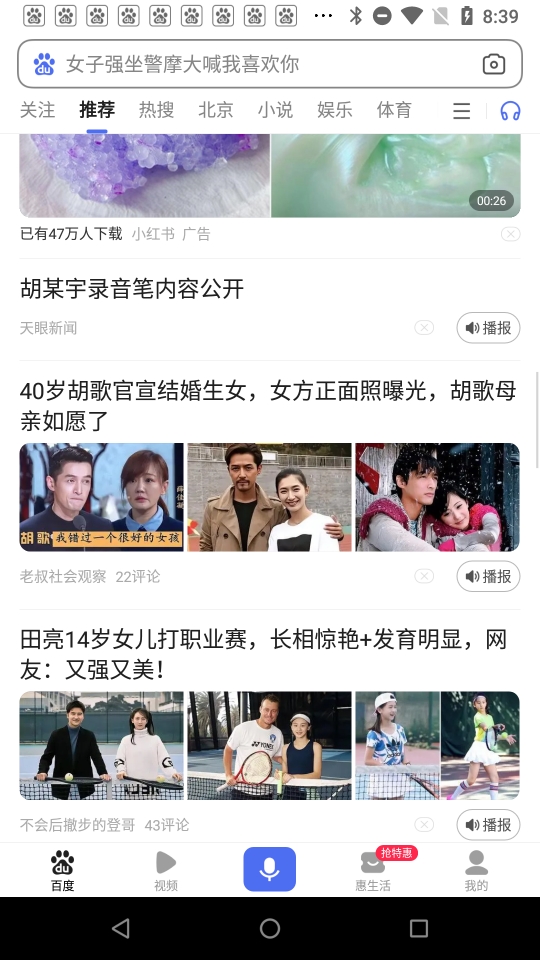 8:39
du 女子强坐警摩大喊我喜欢你
关注 推荐 热搜 北京 小说 娱乐 体育
00:26
已有47万人下载 小红书 广告
胡某宇录音笔内容公开
天眼新闻 播报
40岁胡歌官宣结婚生女，女方正面照曝光，胡歌母
亲如愿了
胡歌 我错过一个很好的女孩
老叔社会观察 22评论 播报
田亮14岁女儿打职业赛，长相惊艳+发育明显，网
友：又强又美！
YONEX
不会后撤步的登哥 43评论 播报
抢特惠
百度 视频 惠生活 我的